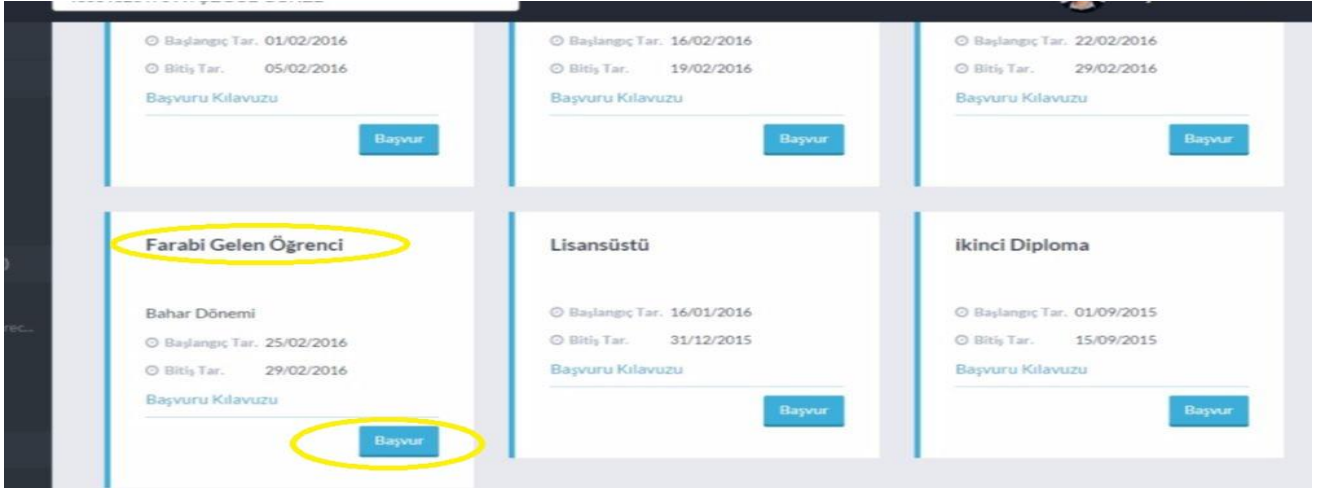 Başlangıç Tar. 01/02/2016
Bitiş Tar. 05/02/2016
Başvuru Kılavuzu
Başvur
Başlangıç Tar. 16/02/2016
Bitiş Tar. 19/02/2016
Başvuru Kılavuzu
Başvur
Başlangıç Tar. 22/02/2016
Bitiş Tar. 29/02/2016
Başvuru Kılavuzu
Başvur
Farabi Gelen Öğrenci
Bahar Dönemi
Başlangıç Tar. 25/02/2016
Bitiş Tar. 29/02/2016
Başvuru Kılavuzu
Başvur
Lisansüstü
Başlangıç Tar. 16/01/2016
Bitiş Tar. 31/12/2015
Başvuru Kılavuzu
Başvur
ikinci Diploma
Başlangıç Tar. 01/09/2015
Bitiş Tar. 15/09/2015
Başvuru Kılavuzu
Başvur